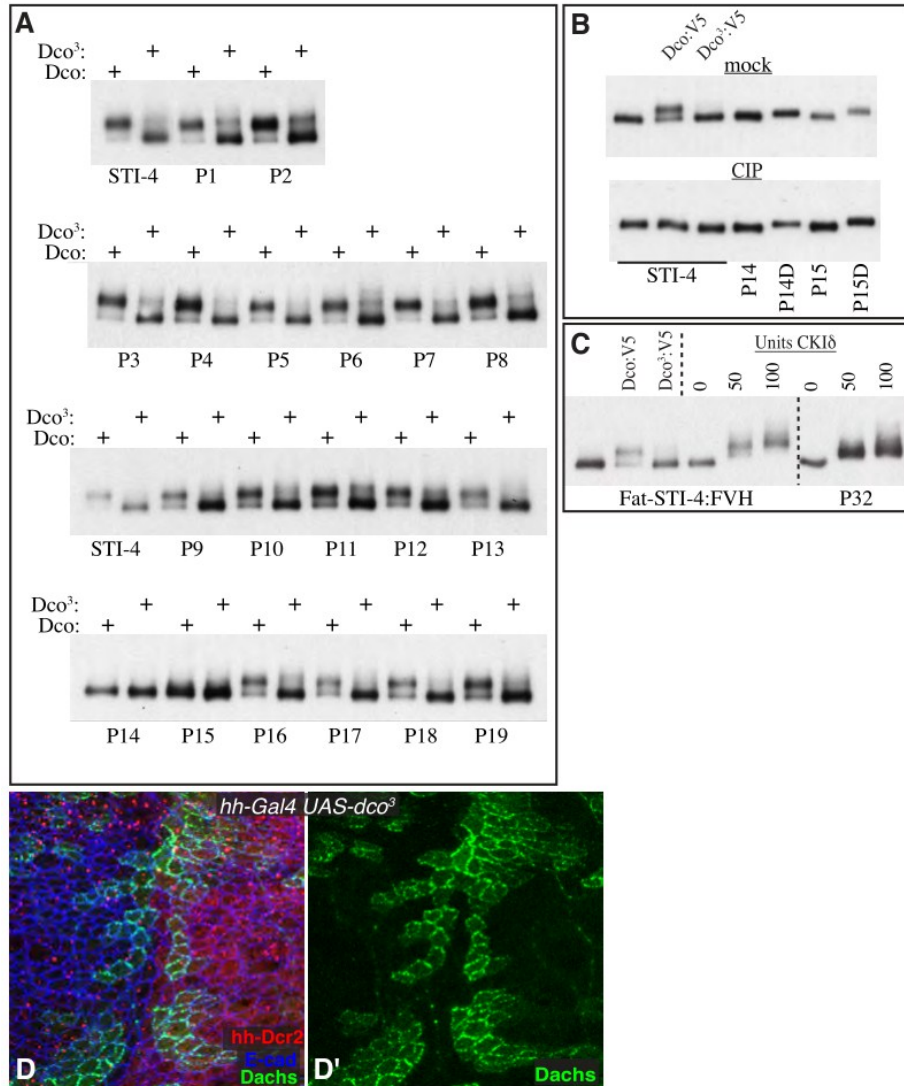 A
Dco³: + + +
Dco: + + +
STI-4 P1 P2
Dco³: + + + + + +
Dco: + + + + + +
P3 P4 P5 P6 P7 P8
Dco³: + + + + + +
Dco: + + + + + +
STI-4 P9 P10 P11 P12 P13
Dco³: + + + + + +
Dco: + + + + + +
P14 P15 P16 P17 P18 P19
B
Dco:V5 Dco³:V5
mock
CIP
STI-4 P14 P14D P15 P15D
C
Dco:V5 Dco³:V5 Units CKIδ
0 50 100 0 50 100
Fat-STI-4:FVH P32
hh-Gal4 UAS-dco³
hh-Dcr2
E-cad
D Dachs
D' Dachs